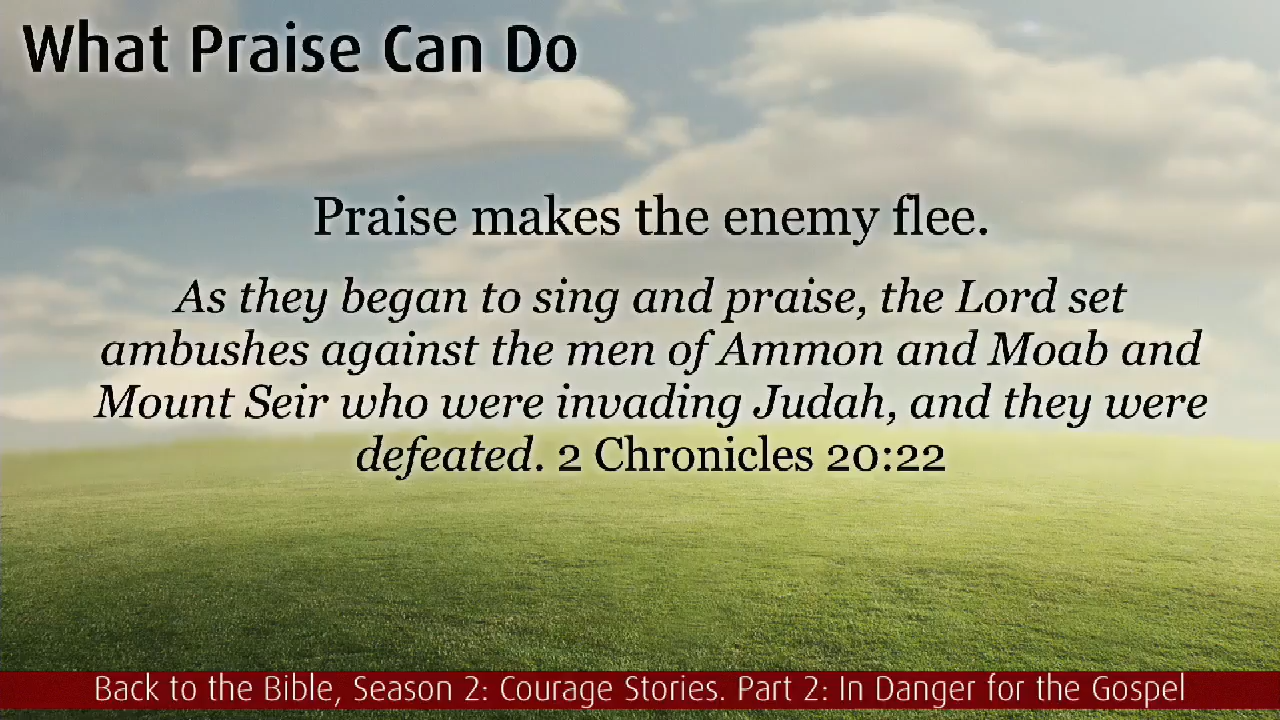 What Praise Can Do
Praise makes the enemy flee.
As they began to sing and praise, the Lord set
ambushes against the men of Ammon and Moab and
Mount Seir who were invading Judah, and they were
defeated. 2 Chronicles 20:22
Back to the Bible, Season 2: Courage Stories. Part 2: In Danger for the Gospel